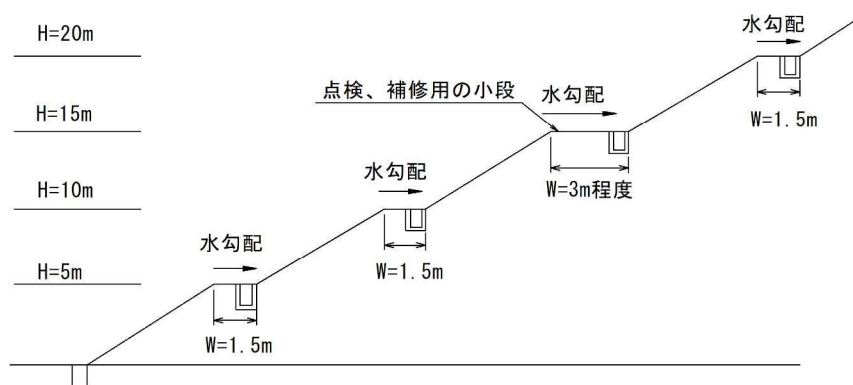 H=20m
水勾配
W=1.5m
点検、補修用の小段
水勾配
H=15m
W=3m程度
水勾配
H=10m
W=1.5m
水勾配
H=5m
W=1.5m